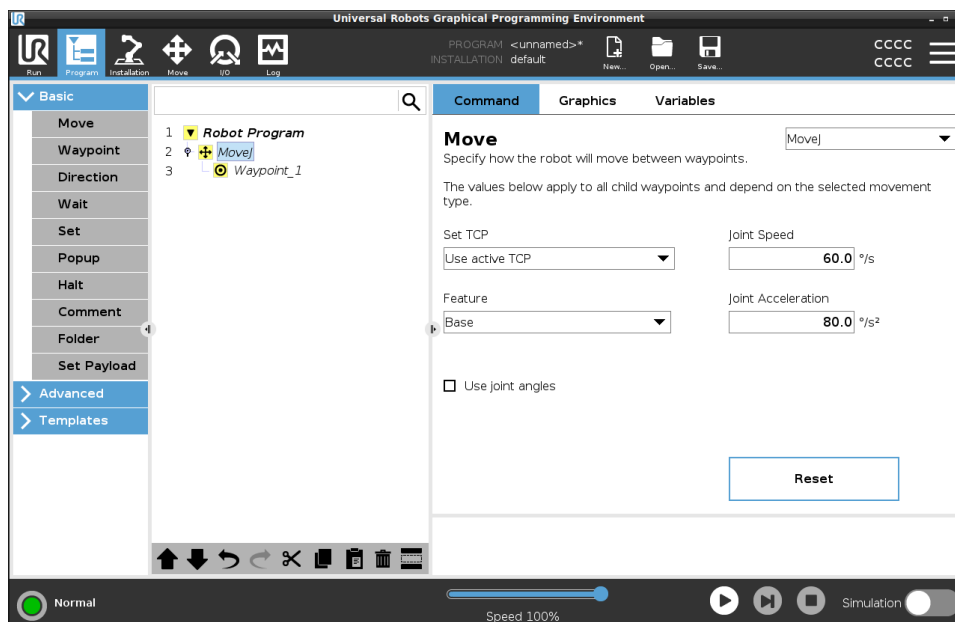 Universal Robots Graphical Programming Environment
UR
Run
Program
Installation
Move
I/O
Log
PROGRAM <unnamed>*
INSTALLATION default
New...
Open...
Save...
CCCC
CCCC
Basic
Move
Waypoint
Direction
Wait
Set
Popup
Halt
Comment
Folder
Set Payload
Advanced
Templates
1 Robot Program
2 MoveJ
3 Waypoint_1
Command Graphics Variables
Move
MoveJ
Specify how the robot will move between waypoints.
The values below apply to all child waypoints and depend on the selected movement
type.
Set TCP
Use active TCP
Joint Speed
60.0 °/s
Feature
Base
Joint Acceleration
80.0 °/s²
Use joint angles
Reset
Normal
Speed 100%
Simulation